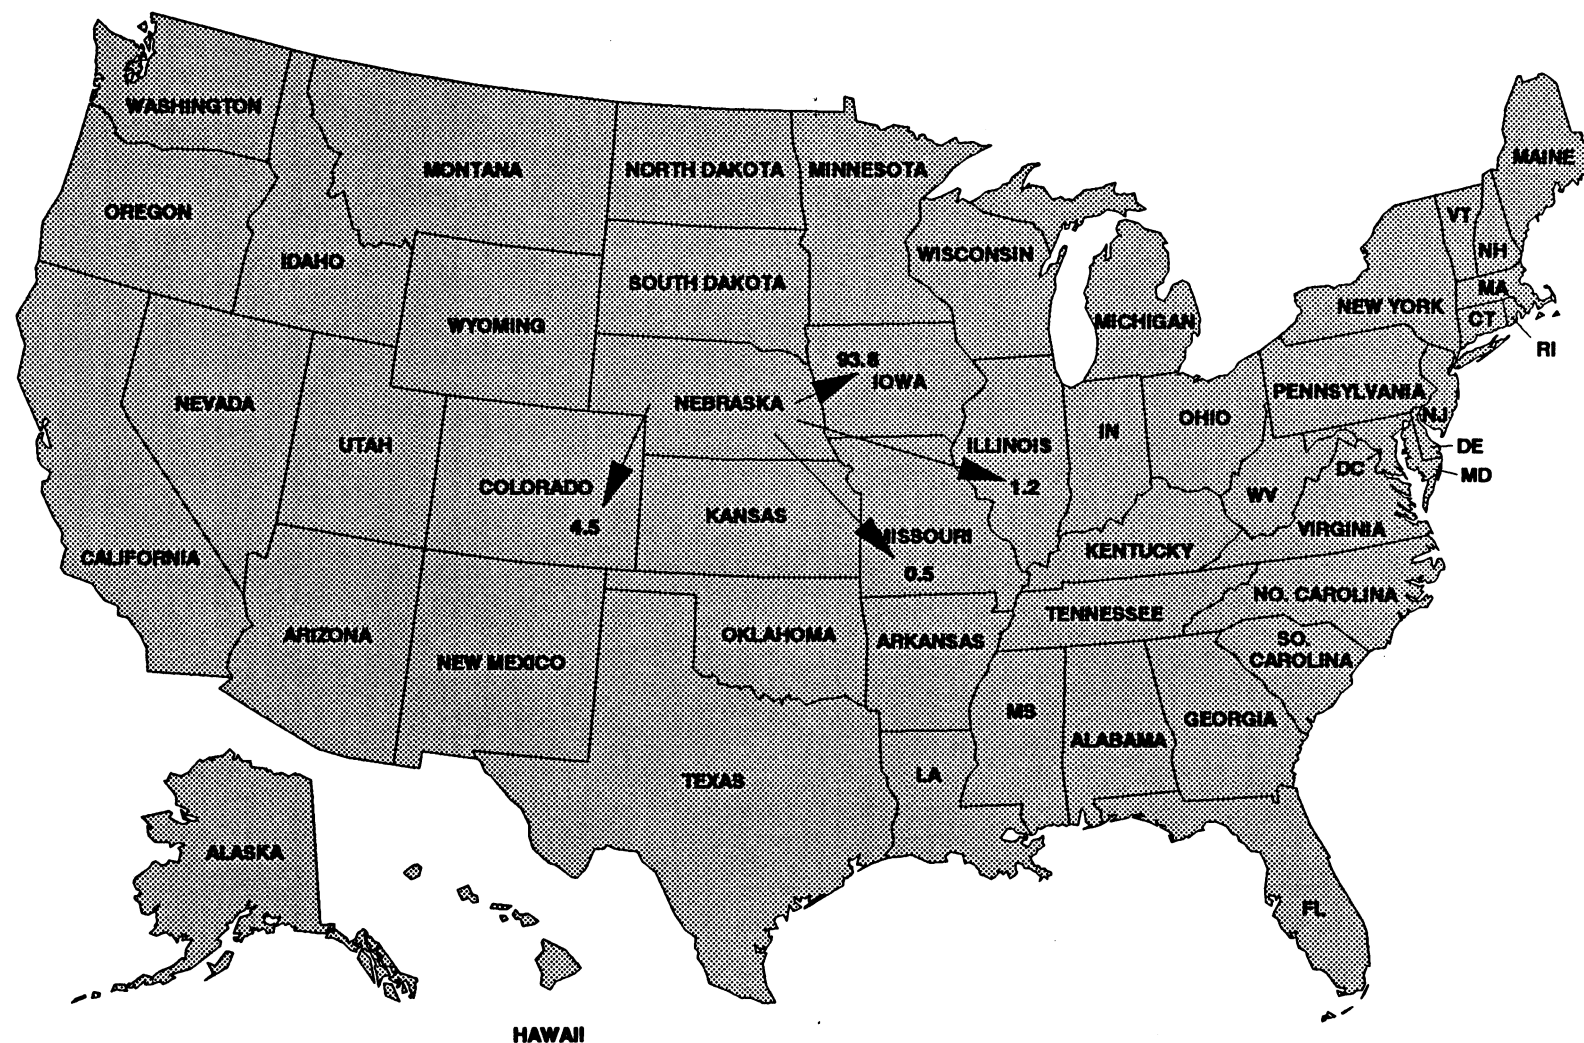 WASHINGTON
MONTANA
NORTH DAKOTA
MINNESOTA
MAINE
OREGON
IDAHO
WISCONSIN
VT
NH
SOUTH DAKOTA
MICHIGAN
NEW YORK
MA
CT
RI
WYOMING
93.8
IOWA
NEBRASKA
NEVADA
UTAH
ILLINOIS
IN
OHIO
PENNSYLVANIA
NJ
DE
MD
DC
WV
COLORADO
4.5
KANSAS
1.2
MISSOURI
0.5
KENTUCKY
VIRGINIA
CALIFORNIA
ARIZONA
NEW MEXICO
OKLAHOMA
ARKANSAS
TENNESSEE
NO. CAROLINA
SO.
CAROLINA
MS
ALABAMA
GEORGIA
TEXAS
LA
FL
ALASKA
HAWAII